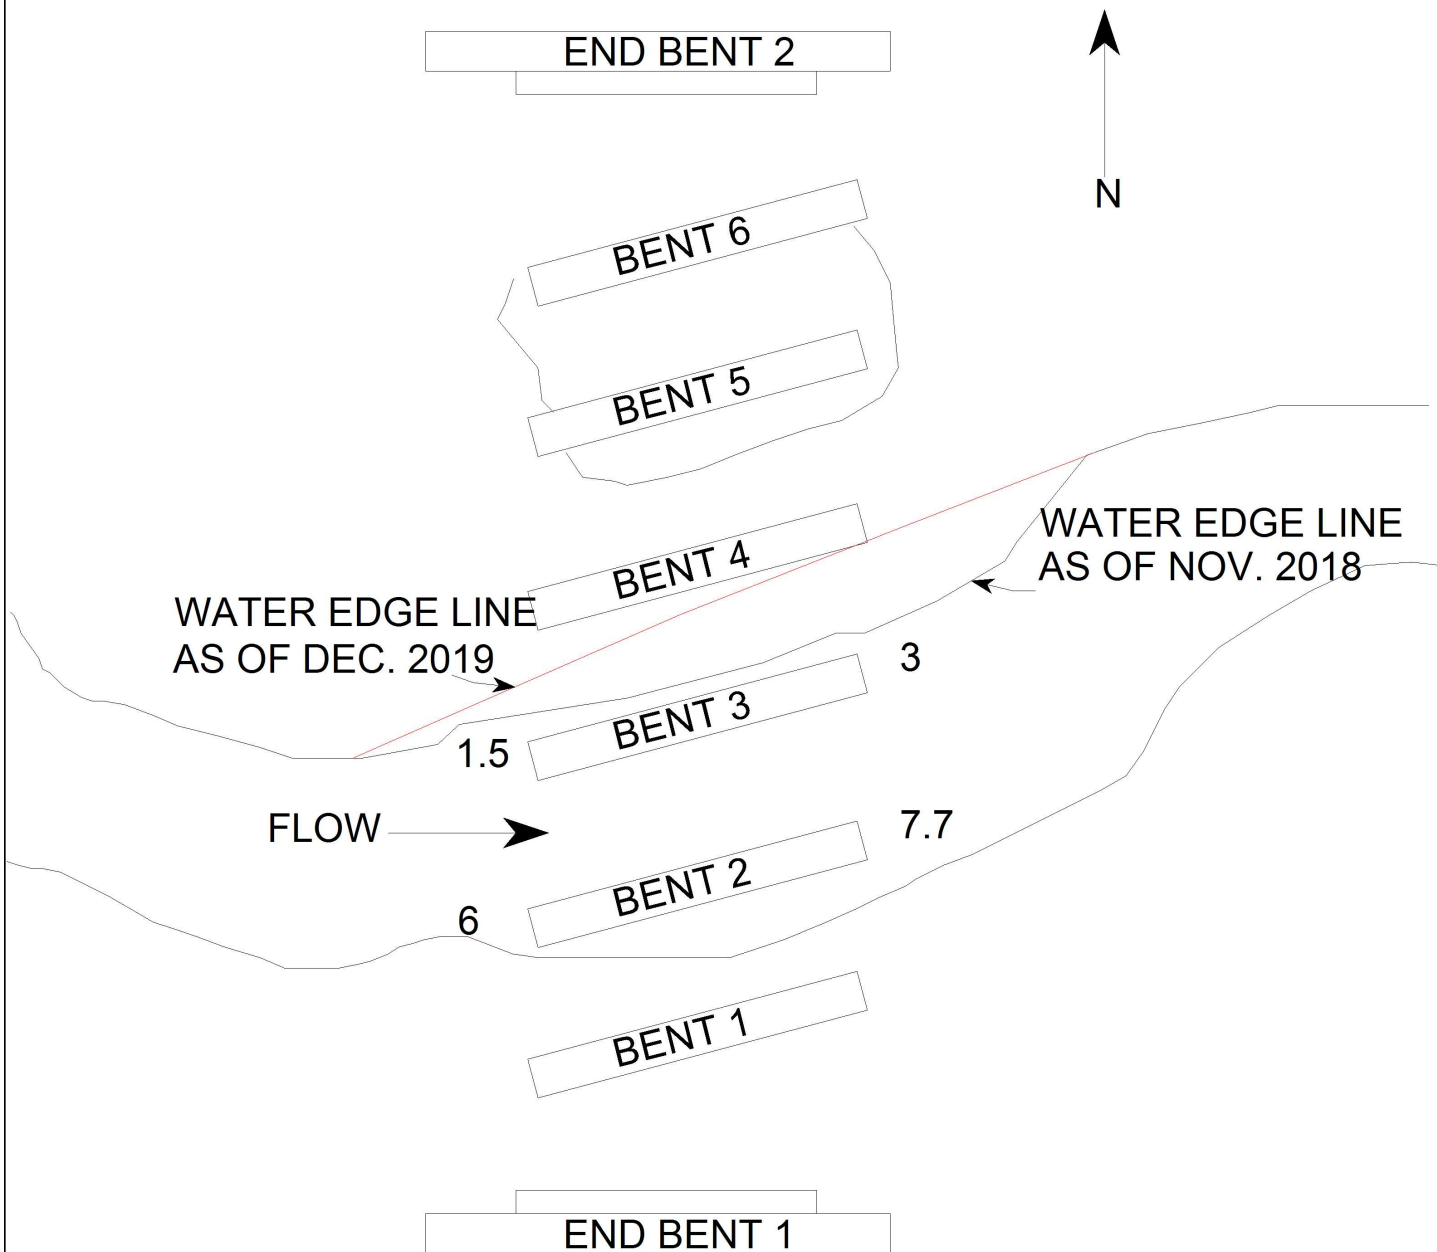 END BENT 2
N
BENT 6
BENT 5
WATER EDGE LINE
AS OF NOV. 2018
BENT 4
WATER EDGE LINE
AS OF DEC. 2019
3
BENT 3
1.5
FLOW
7.7
BENT 2
6
BENT 1
END BENT 1